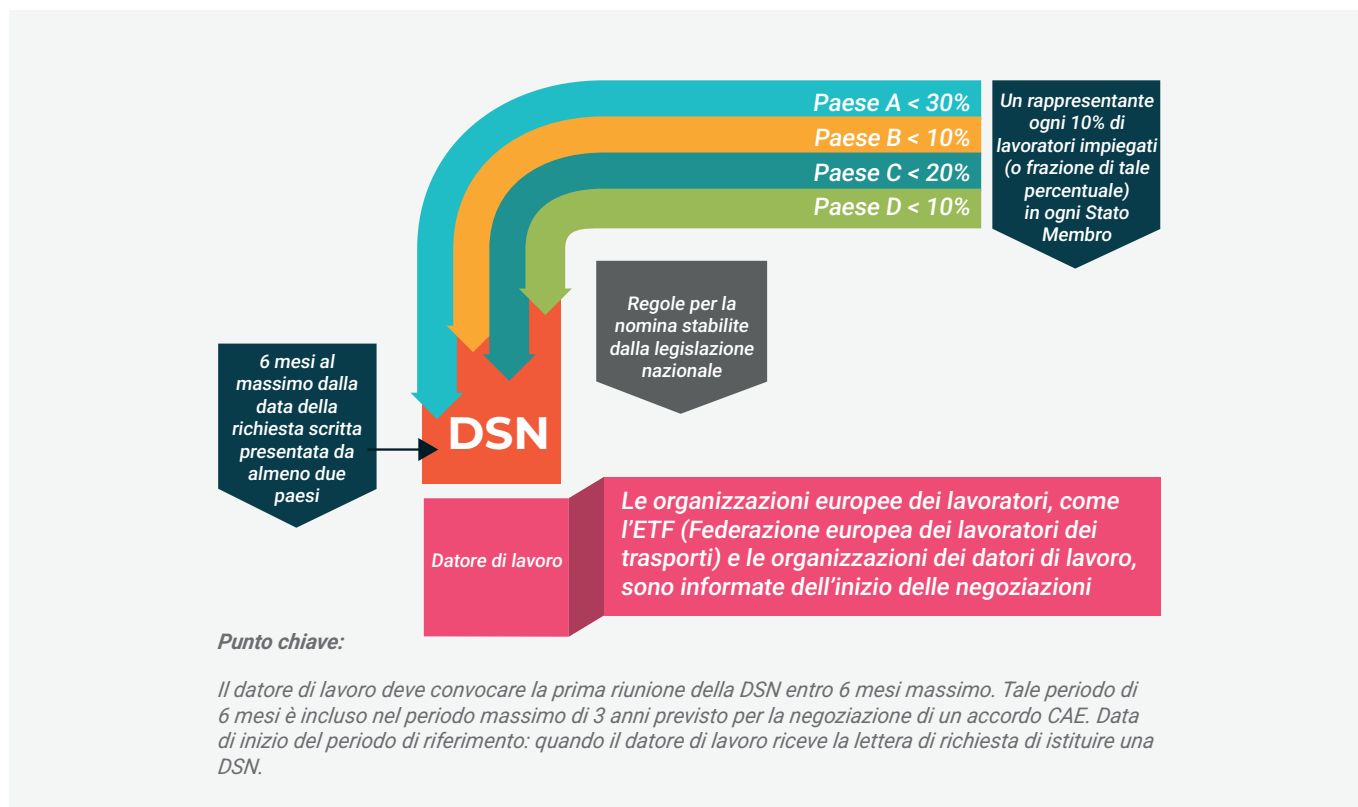 Paese A < 30%
Paese B < 10%
Paese C < 20%
Paese D < 10%
Un rappresentante
ogni 10% di
lavoratori impiegati
(o frazione di tale
percentuale)
in ogni Stato
Membro
Regole per la
nomina stabilite
dalla legislazione
nazionale
6 mesi al
massimo dalla
data della
richiesta scritta
presentata da
almeno due
paesi
DSN
Datore di lavoro
Le organizzazioni europee dei lavoratori, come
l'ETF (Federazione europea dei lavoratori dei
trasporti) e le organizzazioni dei datori di lavoro,
sono informate dell'inizio delle negoziazioni
Punto chiave:
Il datore di lavoro deve convocare la prima riunione della DSN entro 6 mesi massimo. Tale periodo di
6 mesi è incluso nel periodo massimo di 3 anni previsto per la negoziazione di un accordo CAE. Data
di inizio del periodo di riferimento: quando il datore di lavoro riceve la lettera di richiesta di istituire una
DSN.